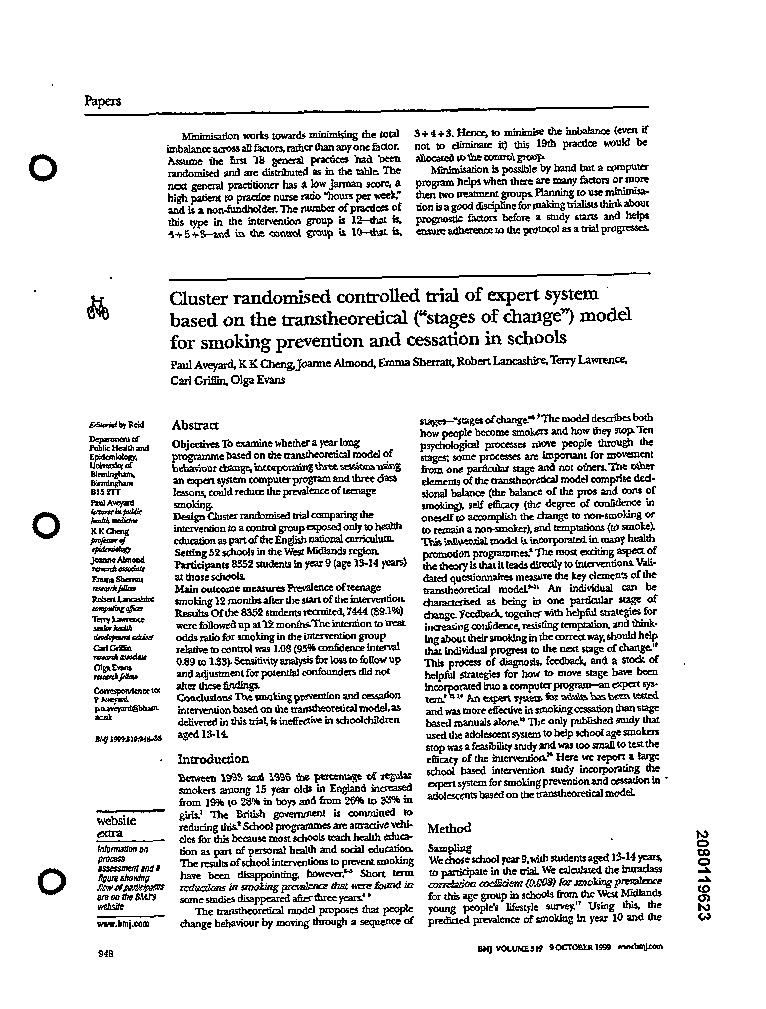 Papers
Minimisation works towards minimising the total
imbalance across all factors, rather than any one factor.
Assume the first 18 general practices had been
randomised and are distributed as in the table. The
next general practitioner has a low Jarman score, a
high patient to practice nurse ratio "hours per week,"
and is a non-fundholder. The number of practices of
this type in the intervention group is 12—that is,
4+5+3—and in the control group is 10—that is,
3+4+3. Hence, to minimise the imbalance (even if
not to eliminate it) this 19th practice would be
allocated to the control group.
Minimisation is possible by hand but a computer
program helps when there are many factors or more
then two treatment groups. Planning to use minimisa-
tion is a good discipline for making trialists think about
prognostic factors before a study starts and helps
ensure adherence to the protocol as a trial progresses.
Cluster randomised controlled trial of expert system
based on the transtheoretical ("stages of change") model
for smoking prevention and cessation in schools
Paul Aveyard, K K Cheng, Joanne Almond, Emma Sherratt, Robert Lancashire, Terry Lawrence,
Carl Griffin, Olga Evans
Editorial by Reid
Department of
Public Health and
Epidemiology,
University of
Birmingham,
Birmingham
B15 2TT
Paul Aveyard
lecturer in public
health medicine
K K Cheng
professor of
epidemiology
Joanne Almond
research associate
Emma Sherratt
research fellow
Robert Lancashire
computing officer
Terry Lawrence
senior health
development adviser
Carl Griffin
research associate
Olga Evans
research fellow
Correspondence to:
P Aveyard
p.n.aveyard@bham.
ac.uk
BMJ 1999;319:948-53
website
extra
Information on
process
assessment and a
figure showing
flow of participants
are on the BMJ's
website
www.bmj.com
Abstract
Objectives To examine whether a year long
programme based on the transtheoretical model of
behaviour change, incorporating three sessions using
an expert system computer program and three class
lessons, could reduce the prevalence of teenage
smoking.
Design Cluster randomised trial comparing the
intervention to a control group exposed only to health
education as part of the English national curriculum.
Setting 52 schools in the West Midlands region.
Participants 8352 students in year 9 (age 13-14 years)
at those schools.
Main outcome measures Prevalence of teenage
smoking 12 months after the start of the intervention.
Results Of the 8352 students recruited, 7444 (89.1%)
were followed up at 12 months. The intention to treat
odds ratio for smoking in the intervention group
relative to control was 1.08 (95% confidence interval
0.89 to 1.33). Sensitivity analysis for loss to follow up
and adjustment for potential confounders did not
alter these findings.
Conclusions The smoking prevention and cessation
intervention based on the transtheoretical model, as
delivered in this trial, is ineffective in schoolchildren
aged 13-14.
Introduction
Between 1993 and 1996 the percentage of regular
smokers among 15 year olds in England increased
from 19% to 28% in boys and from 26% to 33% in
girls. The British government is committed to
reducing this. School programmes are attractive vehi-
cles for this because most schools teach health educa-
tion as part of personal health and social education.
The results of school interventions to prevent smoking
have been disappointing, however. Short term
reductions in smoking prevalence that were found in
some studies disappeared after three years.
The transtheoretical model proposes that people
change behaviour by moving through a sequence of
stages—"stages of change." The model describes both
how people become smokers and how they stop. Ten
psychological processes move people through the
stages; some processes are important for movement
from one particular stage and not others. The other
elements of the transtheoretical model comprise deci-
sional balance (the balance of the pros and cons of
smoking), self efficacy (the degree of confidence in
oneself to accomplish the change to non-smoking or
to remain a non-smoker), and temptations (to smoke).
This influential model is incorporated in many health
promotion programmes. The most exciting aspect of
the theory is that it leads directly to interventions. Vali-
dated questionnaires measure the key elements of the
transtheoretical model. An individual can be
characterised as being in one particular stage of
change. Feedback, together with helpful strategies for
increasing confidence, resisting temptation, and think-
ing about their smoking in the correct way, should help
that individual progress to the next stage of change.
This process of diagnosis, feedback, and a stock of
helpful strategies for how to move stage have been
incorporated into a computer program—an expert sys-
tem. An expert system for adults has been tested
and was more effective in smoking cessation than stage
based manuals alone. The only published study that
used the adolescent system to help school age smokers
stop was a feasibility study and was too small to test the
efficacy of the intervention. Here we report a large
school based intervention study incorporating the
expert system for smoking prevention and cessation in
adolescents based on the transtheoretical model.
Method
Sampling
We chose school year 9, with students aged 13-14 years,
to participate in the trial. We calculated the intraclass
correlation coefficient (0.008) for smoking prevalence
for this age group in schools from the West Midlands
young people's lifestyle survey.17 Using this, the
predicted prevalence of smoking in year 10 and the
2080119623
948
BMJ VOLUME 319 9 OCTOBER 1999 www.bmj.com